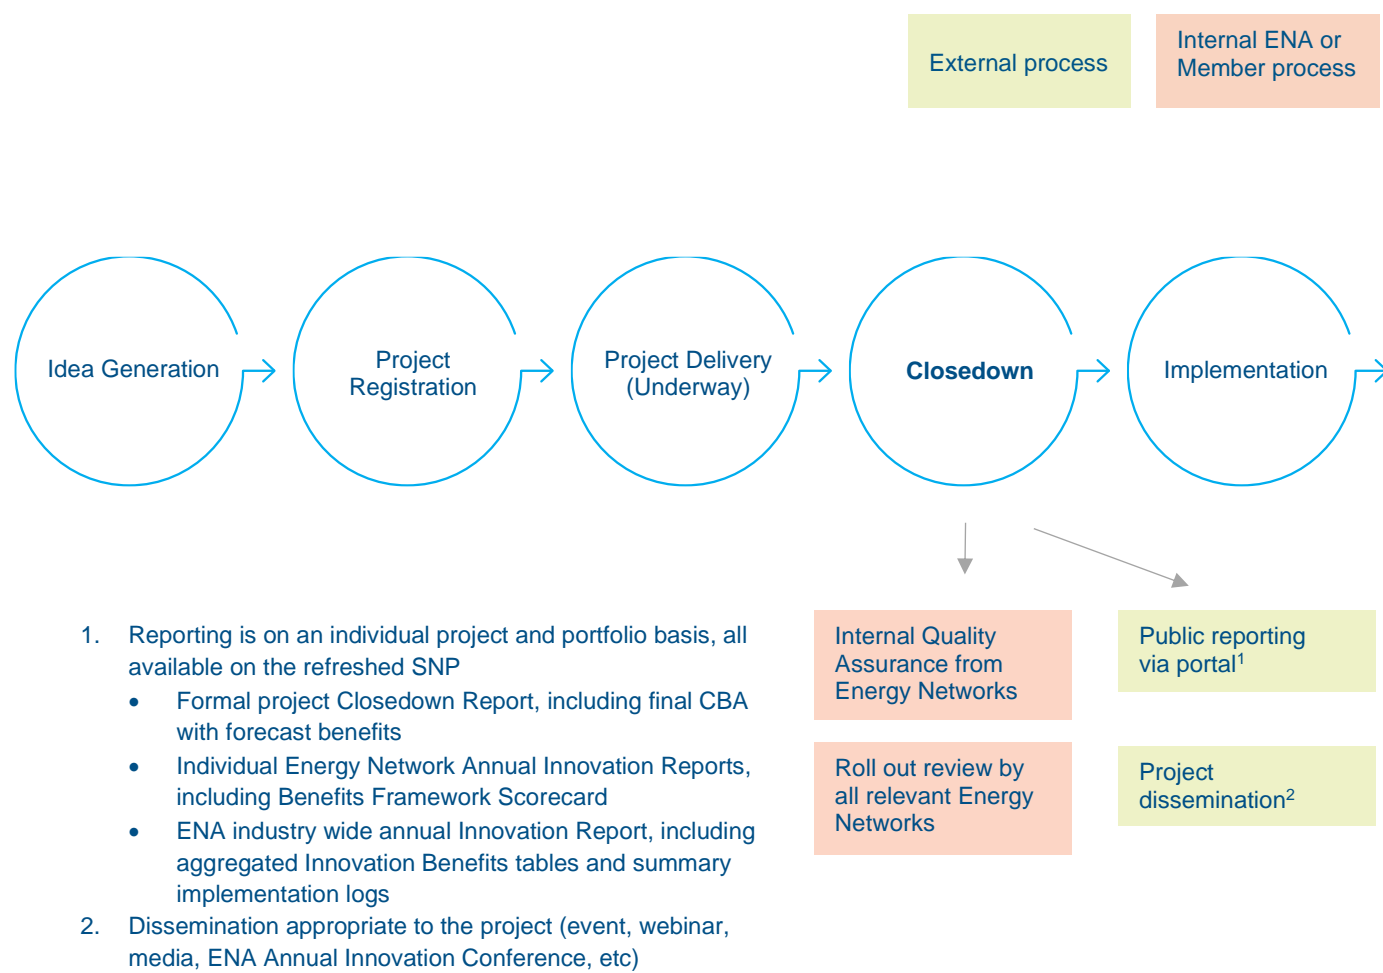 External process
Internal ENA or
Member process
Idea Generation
Project
Registration
Project Delivery
(Underway)
Closedown
Implementation
1. Reporting is on an individual project and portfolio basis, all
available on the refreshed SNP
• Formal project Closedown Report, including final CBA
with forecast benefits
• Individual Energy Network Annual Innovation Reports,
including Benefits Framework Scorecard
• ENA industry wide annual Innovation Report, including
aggregated Innovation Benefits tables and summary
implementation logs
2. Dissemination appropriate to the project (event, webinar,
media, ENA Annual Innovation Conference, etc)
Internal Quality
Assurance from
Energy Networks
Public reporting
via portal¹
Roll out review by
all relevant Energy
Networks
Project
dissemination²